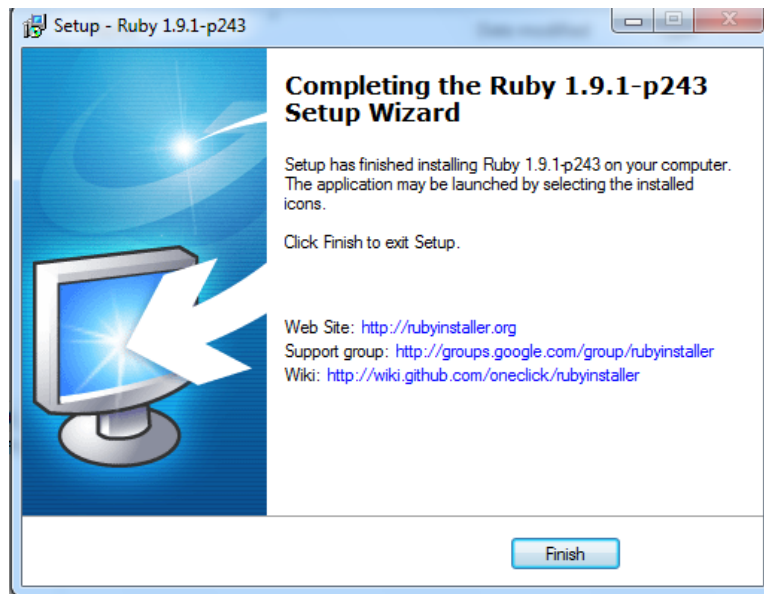 Setup - Ruby 1.9.1-p243
Completing the Ruby 1.9.1-p243
Setup Wizard
Setup has finished installing Ruby 1.9.1-p243 on your computer.
The application may be launched by selecting the installed
icons.
Click Finish to exit Setup.
Web Site: http://rubyinstaller.org
Support group: http://groups.google.com/group/rubyinstaller
Wiki: http://wiki.github.com/oneclick/rubyinstaller
Finish